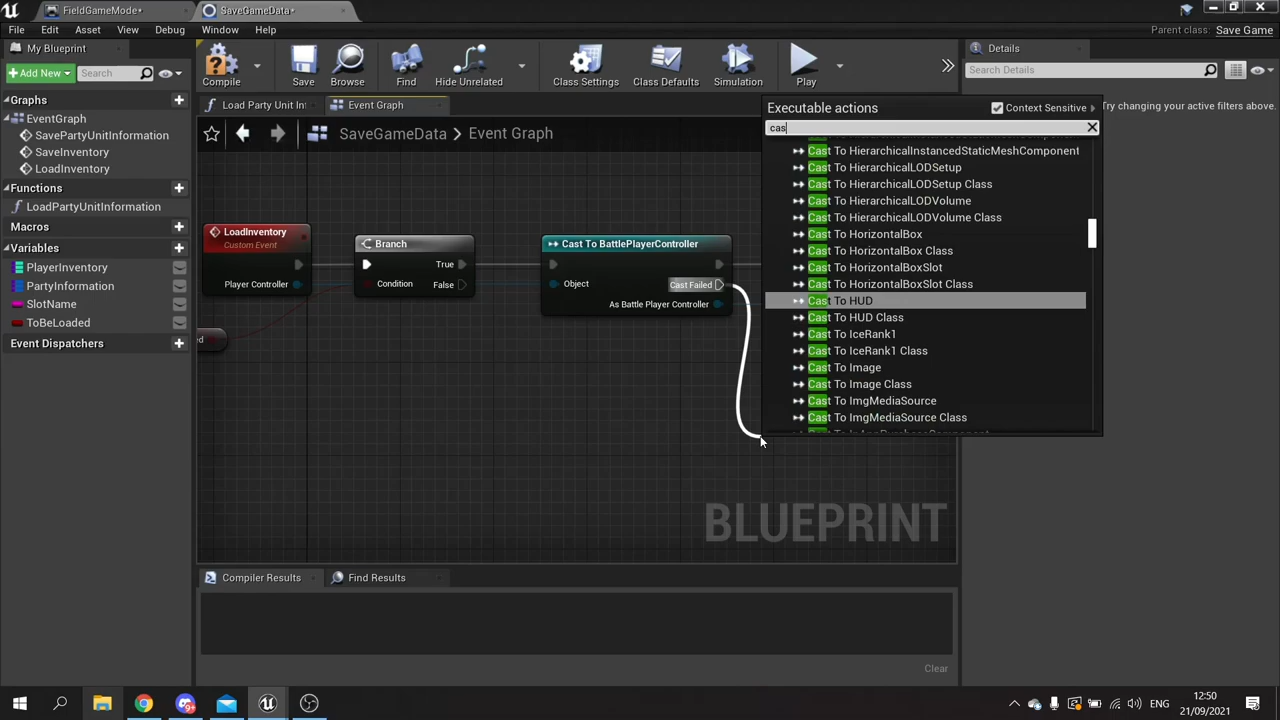 FieldGameMode*
SaveGameData*
File Edit Asset View Debug Window Help
Parent class: Save Game
My Blueprint
Add New
Search
Compile
Save
Browse
Find
Hide Unrelated
Class Settings
Class Defaults
Simulation
Play
Details
Search Details
Try changing your active filters above.
Graphs
EventGraph
SavePartyUnitInformation
SaveInventory
LoadInventory
Functions
LoadPartyUnitInformation
Macros
Variables
PlayerInventory
PartyInformation
SlotName
ToBeLoaded
Event Dispatchers
Load Party Unit Inf
Event Graph
SaveGameData > Event Graph
LoadInventory
Custom Event
Player Controller
Branch
True
Condition
False
ed
Cast To BattlePlayerController
Object
Cast Failed
As Battle Player Controller
Executable actions
Context Sensitive
cas
Cast To HierarchicalInstancedStaticMeshComponent
Cast To HierarchicalLODSetup
Cast To HierarchicalLODSetup Class
Cast To HierarchicalLODVolume
Cast To HierarchicalLODVolume Class
Cast To HorizontalBox
Cast To HorizontalBox Class
Cast To HorizontalBoxSlot
Cast To HorizontalBoxSlot Class
Cast To HUD
Cast To HUD Class
Cast To IceRank1
Cast To IceRank1 Class
Cast To Image
Cast To Image Class
Cast To ImgMediaSource
Cast To ImgMediaSource Class
BLUEPRINT
Compiler Results
Find Results
Clear
ENG
12:50
21/09/2021